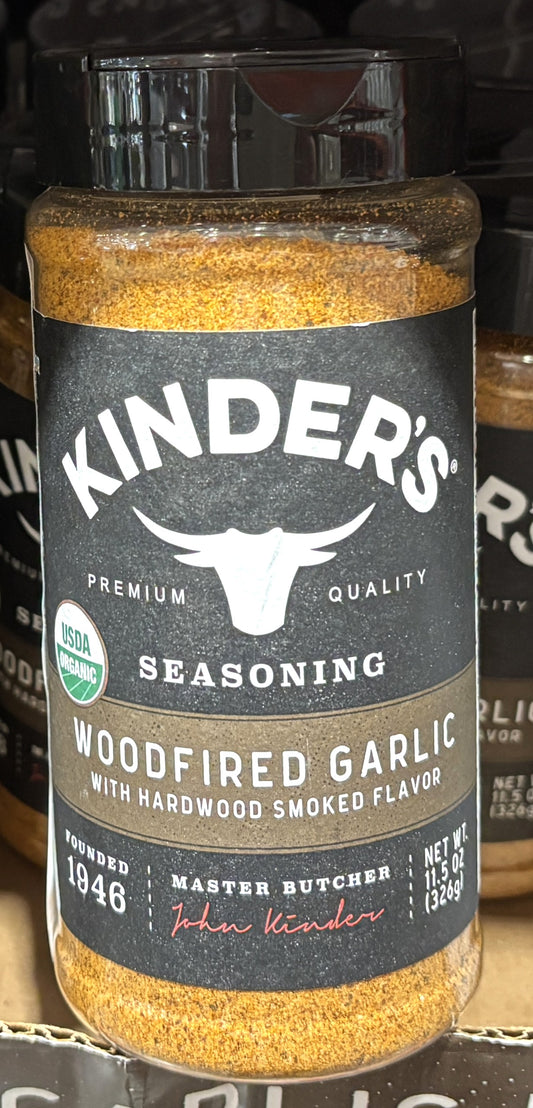 KINDER'S®
PREMIUM QUALITY
USDA
ORGANIC
SEASONING
WOODFIRED GARLIC
WITH HARDWOOD SMOKED FLAVOR
FOUNDED
1946
MASTER BUTCHER
John Kinder
NET WT.
11.5 OZ
(326g)